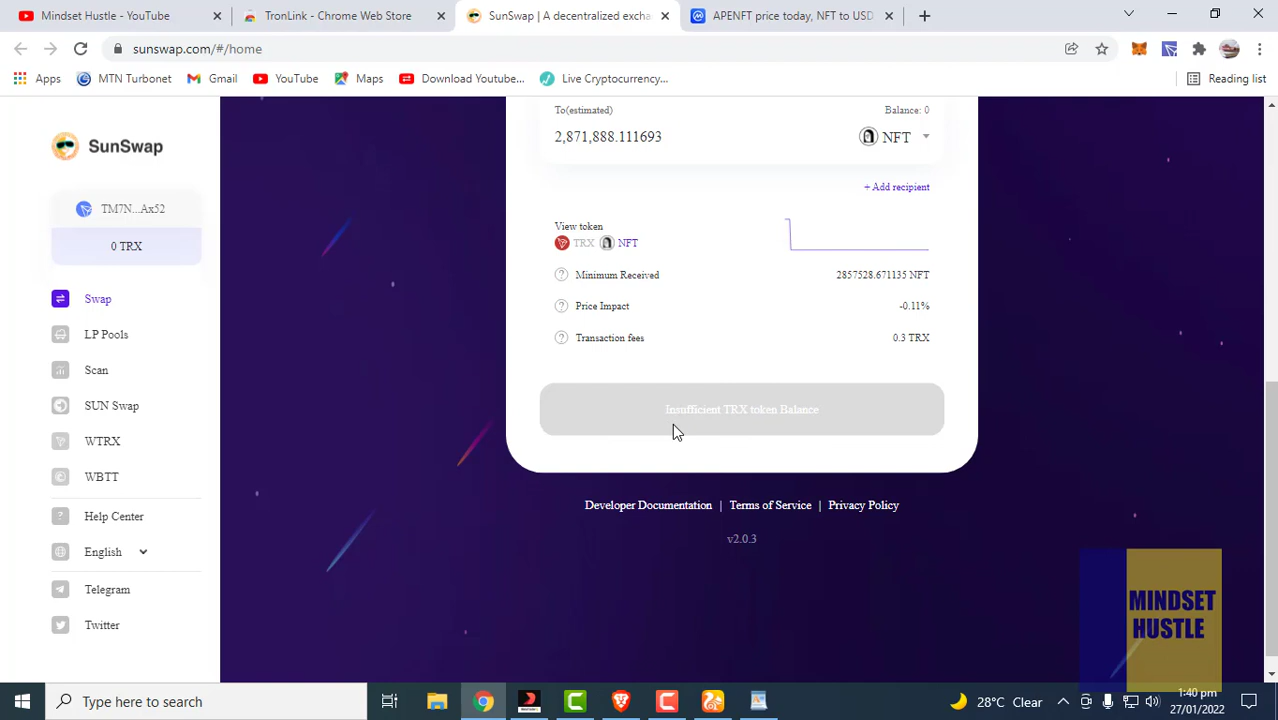 Mindset Hustle - YouTube
TronLink - Chrome Web Store
SunSwap | A decentralized excha
APENFT price today, NFT to USD
sunswap.com/#/home
Apps
MTN Turbonet
Gmail
YouTube
Maps
Download Youtube...
Live Cryptocurrency...
Reading list
SunSwap
TM7N...Ax52
0 TRX
Swap
LP Pools
Scan
SUN Swap
WTRX
WBTT
Help Center
English
Telegram
Twitter
To(estimated)
Balance: 0
2,871,888.111693
NFT
+ Add recipient
View token
TRX NFT
Minimum Received
2857528.671135 NFT
Price Impact
-0.11%
Transaction fees
0.3 TRX
Insufficient TRX token Balance
Developer Documentation | Terms of Service | Privacy Policy
v2.0.3
MINDSET
HUSTLE
Type here to search
28°C Clear
1:40 pm
27/01/2022